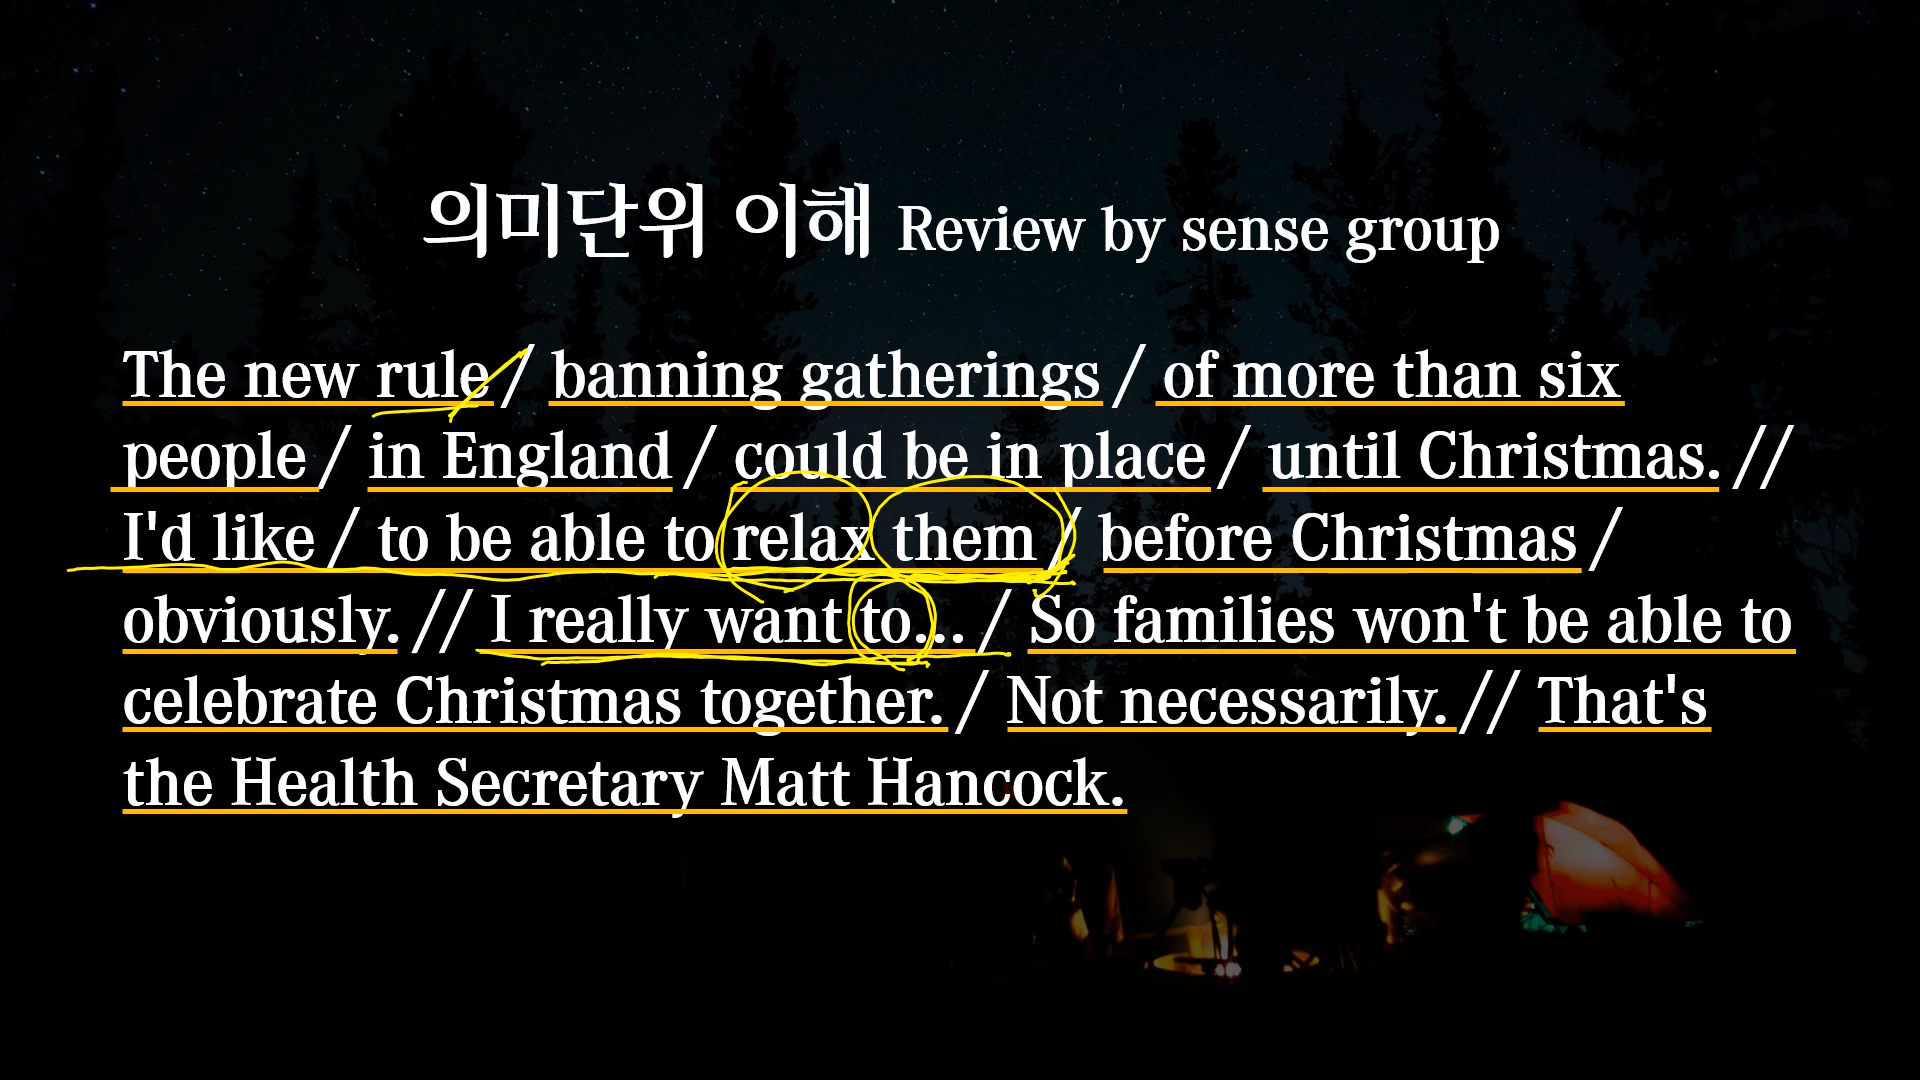 의미단위 이해 Review by sense group
The new rule / banning gatherings / of more than six
people / in England / could be in place / until Christmas. //
I'd like / to be able to relax them / before Christmas /
obviously. // I really want to... / So families won't be able to
celebrate Christmas together. / Not necessarily. // That's
the Health Secretary Matt Hancock.